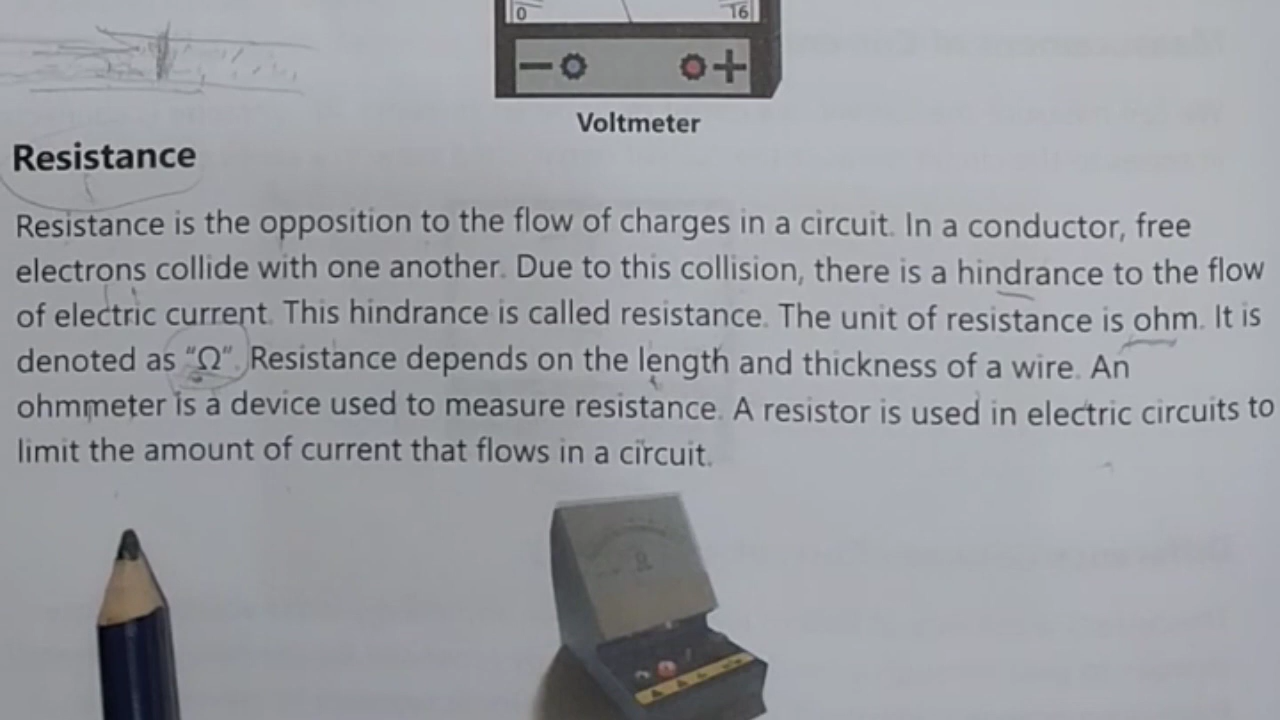 0 16
− +
Voltmeter
Resistance
Resistance is the opposition to the flow of charges in a circuit. In a conductor, free
electrons collide with one another. Due to this collision, there is a hindrance to the flow
of electric current. This hindrance is called resistance. The unit of resistance is ohm. It is
denoted as “Ω”. Resistance depends on the length and thickness of a wire. An
ohmmeter is a device used to measure resistance. A resistor is used in electric circuits to
limit the amount of current that flows in a circuit.